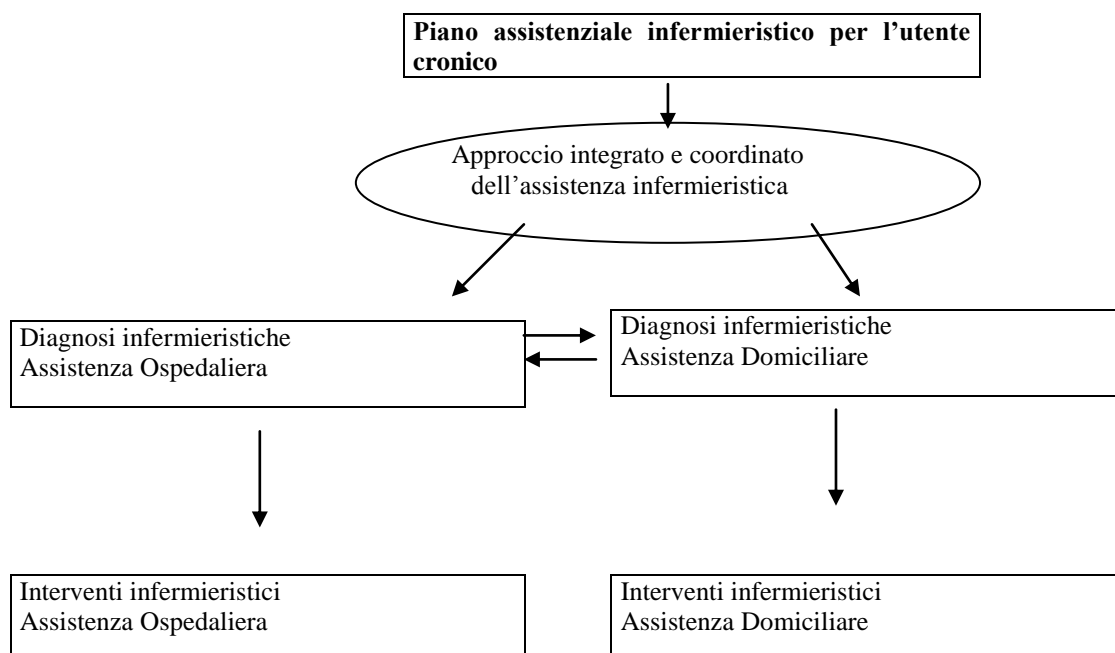 Piano assistenziale infermieristico per l’utente
cronico
Approccio integrato e coordinato
dell’assistenza infermieristica
Diagnosi infermieristiche
Assistenza Ospedaliera
Diagnosi infermieristiche
Assistenza Domiciliare
Interventi infermieristici
Assistenza Ospedaliera
Interventi infermieristici
Assistenza Domiciliare